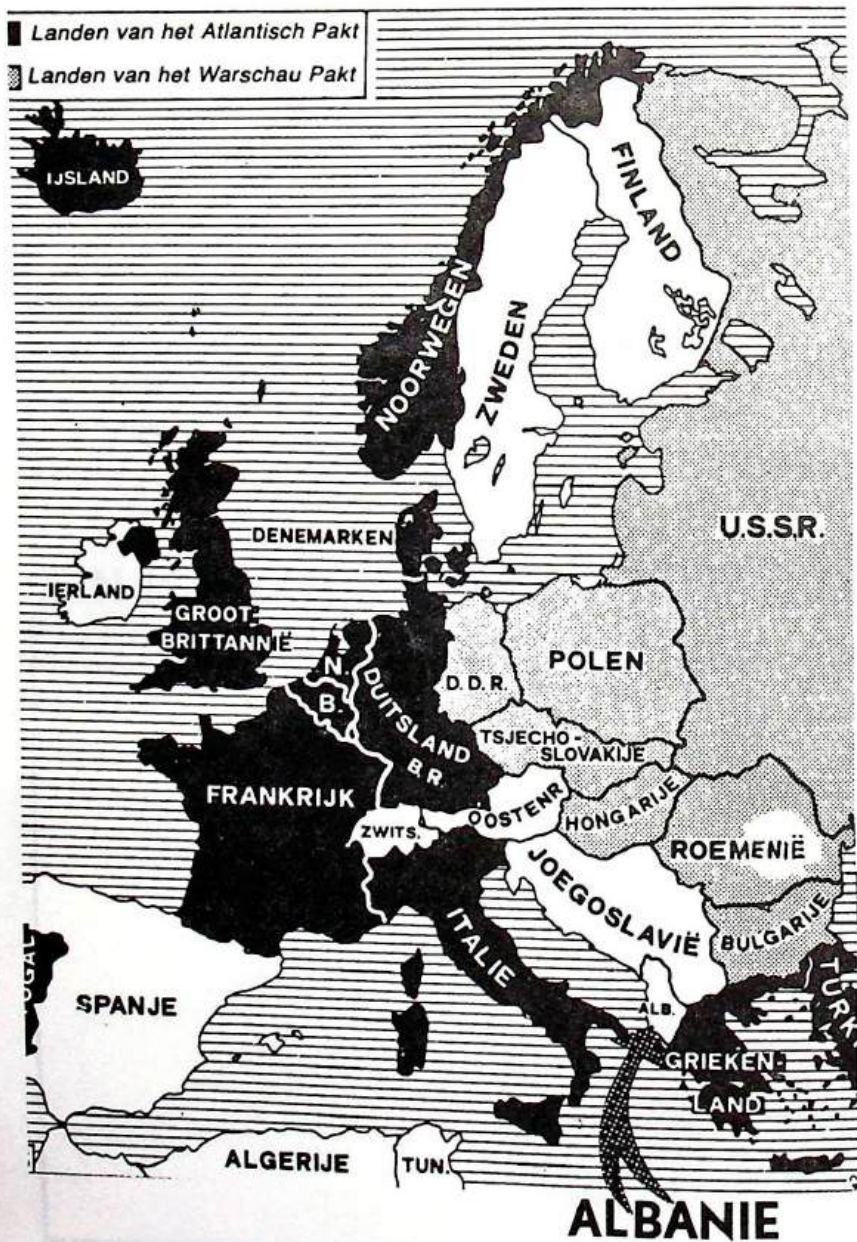 Landen van het Atlantisch Pakt
Landen van het Warschau Pakt
IJSLAND
NOORWEGEN
ZWEDEN
FINLAND
U.S.S.R.
DENEMARKEN
IERLAND
GROOT-
BRITTANNIË
N.
B.
DUITSLAND
B.R.
D.D.R.
POLEN
TSJECHO-
SLOVAKIJE
FRANKRIJK
ZWITS.
OOSTENR.
HONGARIJE
ROEMENIË
JOEGOSLAVIË
BULGARIJE
ITALIE
ALB.
SPANJE
GRIEKEN-
LAND
ALGERIJE
TUN.
ALBANIE